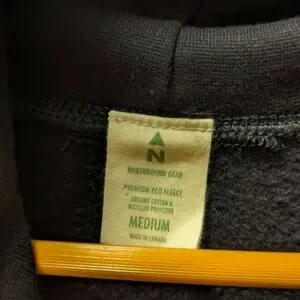 N
NORTHBOUND GEAR
PREMIUM ECO FLEECE
ORGANIC COTTON &
RECYCLED POLYESTER
MEDIUM
MADE IN CANADA